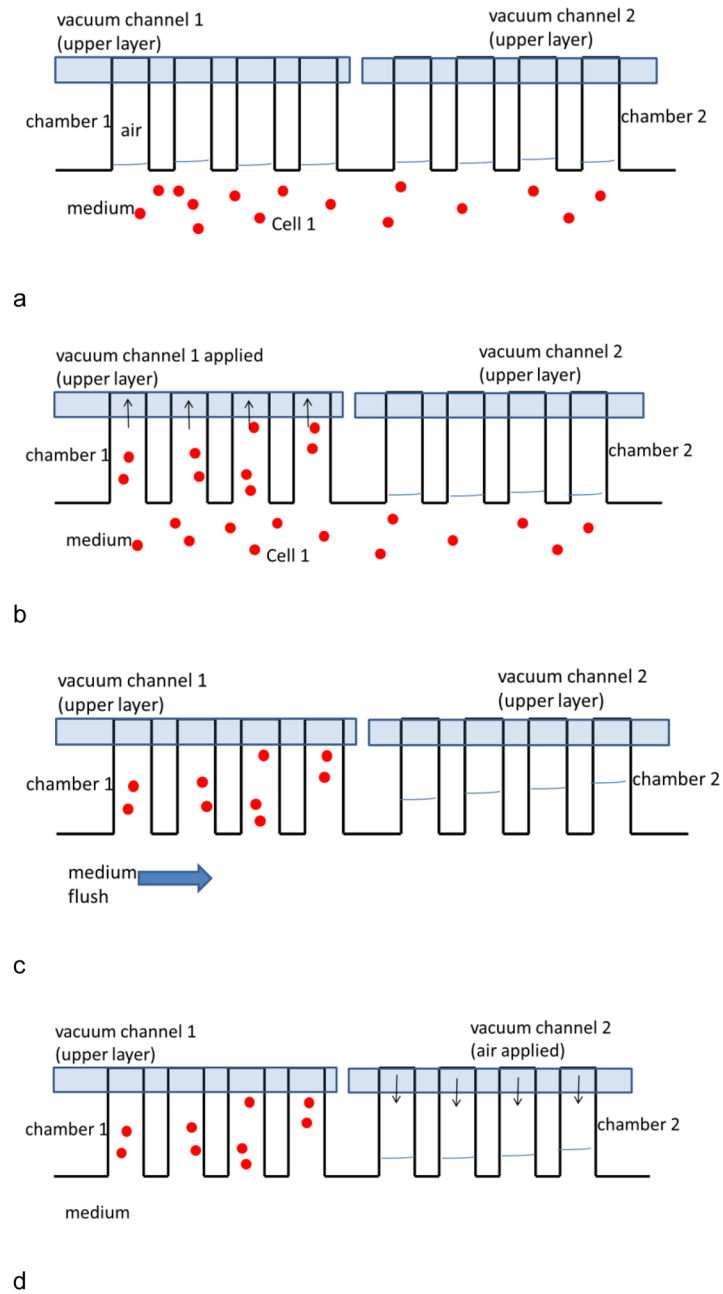 vacuum channel 1
(upper layer)
vacuum channel 2
(upper layer)
chamber 1
air
chamber 2
medium
Cell 1
a
vacuum channel 1 applied
(upper layer)
vacuum channel 2
(upper layer)
chamber 1
chamber 2
medium
Cell 1
b
vacuum channel 1
(upper layer)
vacuum channel 2
(upper layer)
chamber 1
chamber 2
medium
flush
c
vacuum channel 1
(upper layer)
vacuum channel 2
(air applied)
chamber 1
chamber 2
medium
d